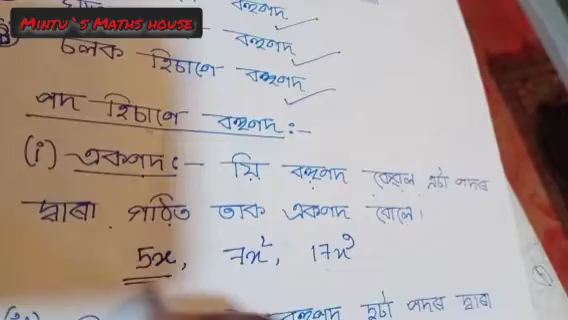 Mintu`s Maths house
বহুপদ
বহুপদ
চলক হিচাপে বহুপদ
পদ হিচাপে বহুপদ :-
(i) একপদ :- যি বহুপদ কেৱল এটা পদৰ
দ্বাৰা গঠিত তাক একপদ বোলে।
5x, 7x², 17x⁹
বহুপদ দুটা পদৰ দ্বাৰা